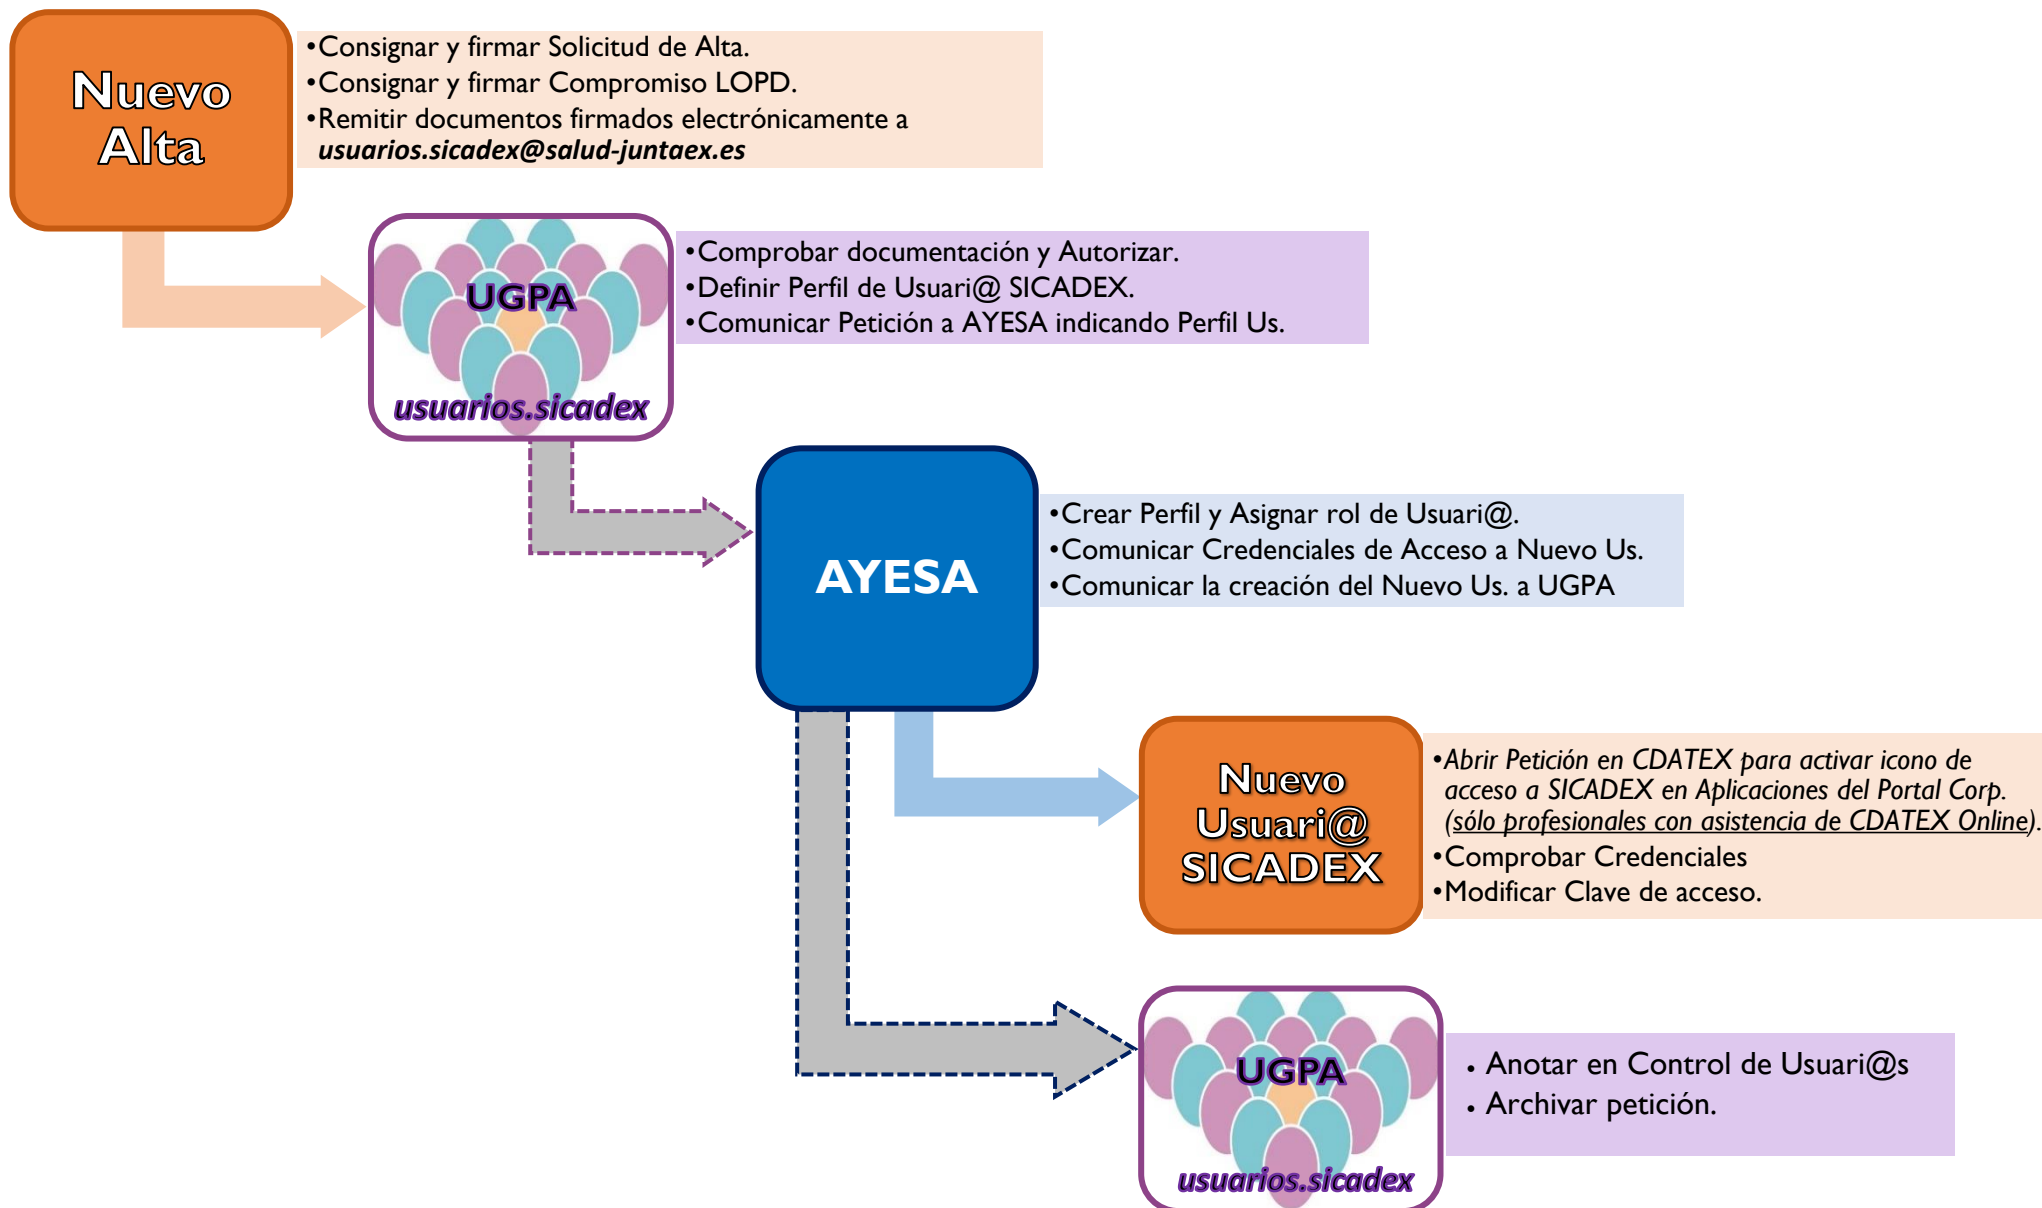 Nuevo
Alta
•Consignar y firmar Solicitud de Alta.
•Consignar y firmar Compromiso LOPD.
•Remitir documentos firmados electrónicamente a
usuarios.sicadex@salud-juntaex.es
UGPA
usuarios.sicadex
•Comprobar documentación y Autorizar.
•Definir Perfil de Usuari@ SICADEX.
•Comunicar Petición a AYESA indicando Perfil Us.
AYESA
•Crear Perfil y Asignar rol de Usuari@.
•Comunicar Credenciales de Acceso a Nuevo Us.
•Comunicar la creación del Nuevo Us. a UGPA
Nuevo
Usuari@
SICADEX
•Abrir Petición en CDATEX para activar icono de
acceso a SICADEX en Aplicaciones del Portal Corp.
(sólo profesionales con asistencia de CDATEX Online).
•Comprobar Credenciales
•Modificar Clave de acceso.
UGPA
usuarios.sicadex
• Anotar en Control de Usuari@s
• Archivar petición.